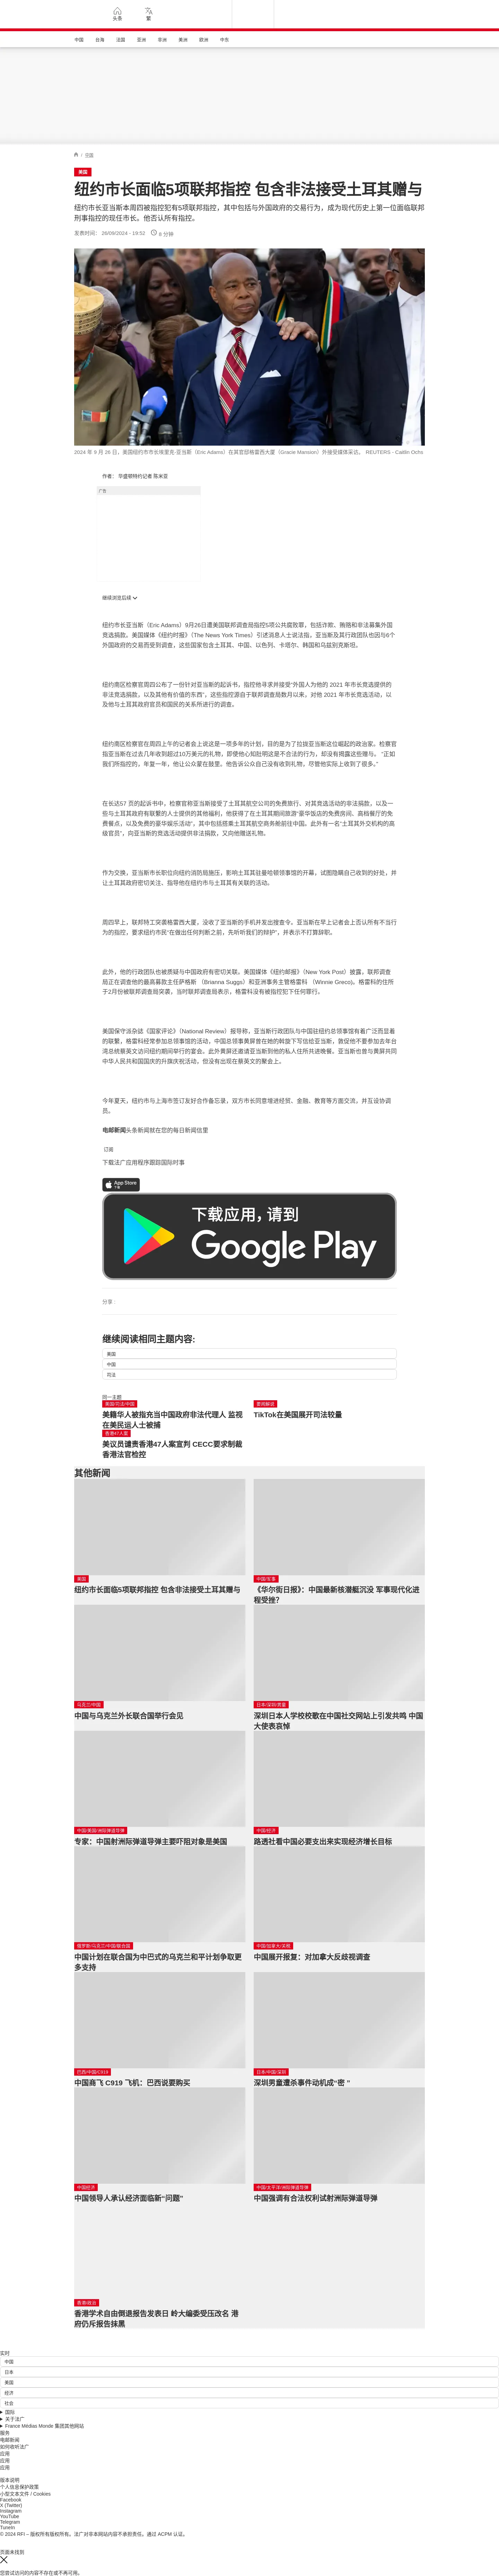 头条
繁
中国
台海
法国
亚洲
非洲
美洲
欧洲
中东
/ 中国
美国
纽约市长面临5项联邦指控 包含非法接受土耳其赠与
纽约市长亚当斯本周四被指控犯有5项联邦指控，其中包括与外国政府的交易行为，成为现代历史上第一位面临联邦刑事指控的现任市长。他否认所有指控。
发表时间： 26/09/2024 - 19:52
6 分钟
2024 年 9 月 26 日，美国纽约市市长埃里克·亚当斯（Eric Adams）在其官邸格雷西大厦（Gracie Mansion）外接受媒体采访。 REUTERS - Caitlin Ochs
作者： 华盛顿特约记者 陈米亚
广告
继续浏览后续
纽约市长亚当斯（Eric Adams）9月26日遭美国联邦调查局指控5项公共腐败罪，包括诈欺、贿赂和非法募集外国竞选捐款。美国媒体《纽约时报》（The News York Times）引述消息人士说法指，亚当斯及其行政团队也因与6个外国政府的交易而受到调查，这些国家包含土耳其、中国、以色列、卡塔尔、韩国和乌兹别克斯坦。
纽约南区检察官周四公布了一份针对亚当斯的起诉书，指控他寻求并接受“外国人为他的 2021 年市长竞选提供的非法竞选捐款，以及其他有价值的东西”，这些指控源自于联邦调查局数月以来，对他 2021 年市长竞选活动，以及他与土耳其政府官员和国民的关系所进行的调查。
纽约南区检察官在周四上午的记者会上说这是一项多年的计划，目的是为了拉拢亚当斯这位崛起的政治家。检察官指亚当斯在过去几年收到超过10万美元的礼物，即使他心知肚明这是不合法的行为，却没有揭露这些赠与。 “正如我们所指控的，年复一年，他让公众蒙在鼓里。他告诉公众自己没有收到礼物，尽管他实际上收到了很多。”
在长达57 页的起诉书中，检察官称亚当斯接受了土耳其航空公司的免费旅行、对其竞选活动的非法捐款，以及一些与土耳其政府有联繋的人士提供的其他福利，他获得了在土耳其期间旅游“豪华饭店的免费房间、高档餐厅的免费餐点，以及免费的豪华娱乐活动”，其中包括搭乘土耳其航空商务舱前往中国。此外有一名“土耳其外交机构的高级官员”，向亚当斯的竞选活动提供非法捐款，又向他赠送礼物。
作为交换，亚当斯市长职位向纽约消防局施压，影响土耳其驻曼哈顿领事馆的开幕，试图隐瞒自己收到的好处，并让土耳其政府密切关注、指导他在纽约市与土耳其有关联的活动。
周四早上，联邦特工突袭格雷西大厦，没收了亚当斯的手机并发出搜查令。亚当斯在早上记者会上否认所有不当行为的指控，要求纽约市民“在做出任何判断之前，先听听我们的辩护”，并表示不打算辞职。
此外，他的行政团队也被质疑与中国政府有密切关联。美国媒体《纽约邮报》（New York Post）披露，联邦调查局正在调查他的最高募款主任萨格斯 （Brianna Suggs）和亚洲事务主管格雷科 （Winnie Greco)。格雷科的住所于2月份被联邦调查局突袭，当时联邦调查局表示，格雷科没有被指控犯下任何罪行。
美国保守派杂誌《国家评论》（National Review）报导称，亚当斯行政团队与中国驻纽约总领事馆有着广泛而显着的联繋，格雷科经常参加总领事馆的活动，中国总领事黄屏曾在她的斡旋下写信给亚当斯，敦促他不要参加去年台湾总统蔡英文访问纽约期间举行的宴会。此外黄屏还邀请亚当斯到他的私人住所共进晚餐。亚当斯也曾与黄屏共同中华人民共和国国庆的升旗庆祝活动，但没有出现在蔡英文的聚会上。
今年夏天，纽约市与上海市签订友好合作备忘录，双方市长同意增进经贸、金融、教育等方面交流，并互设协调员。
电邮新闻头条新闻就在您的每日新闻信里
订阅
下载法广应用程序跟踪国际时事
App Store
下载应用，请到
Google Play
分享 :
继续阅读相同主题内容:
美国
中国
司法
同一主题
美国/司法/中国
美籍华人被指充当中国政府非法代理人 监视在美民运人士被捕
要闻解说
TikTok在美国展开司法较量
香港47人案
美议员谴责香港47人案宣判 CECC要求制裁香港法官检控
其他新闻
美国
纽约市长面临5项联邦指控 包含非法接受土耳其赠与
中国/军事
《华尔街日报》：中国最新核潜艇沉没 军事现代化进程受挫？
乌克兰/中国
中国与乌克兰外长联合国举行会见
日本/深圳/男童
深圳日本人学校校歌在中国社交网站上引发共鸣 中国大使表哀悼
中国/美国/洲际弹道导弹
专家：中国射洲际弹道导弹主要吓阻对象是美国
中国/经济
路透社看中国必要支出来实现经济增长目标
俄罗斯/乌克兰/中国/联合国
中国计划在联合国为中巴式的乌克兰和平计划争取更多支持
中国/加拿大/关税
中国展开报复：对加拿大反歧视调查
巴西/中国/C919
中国商飞 C919 飞机：巴西说要购买
日本/中国/深圳
深圳男童遭杀事件动机成“密 ”
中国经济
中国领导人承认经济面临新“问题”
中国/太平洋/洲际弹道导弹
中国强调有合法权利试射洲际弹道导弹
香港/政治
香港学术自由倒退报告发表日 岭大编委受压改名 港府仍斥报告抹黑
实时
中国
日本
美国
经济
社会
国际
关于法广
France Médias Monde 集团其他网站
服务
电邮新闻
如何收听法广
应用
应用
应用
版本说明
个人信息保护政策
小型文本文件 / Cookies
Facebook
X (Twitter)
Instagram
YouTube
Telegram
TuneIn
© 2024 RFI – 版权所有版权所有。法广对非本网站内容不承担责任。通过 ACPM 认证。
页面未找到
您尝试访问的内容不存在或不再可用。